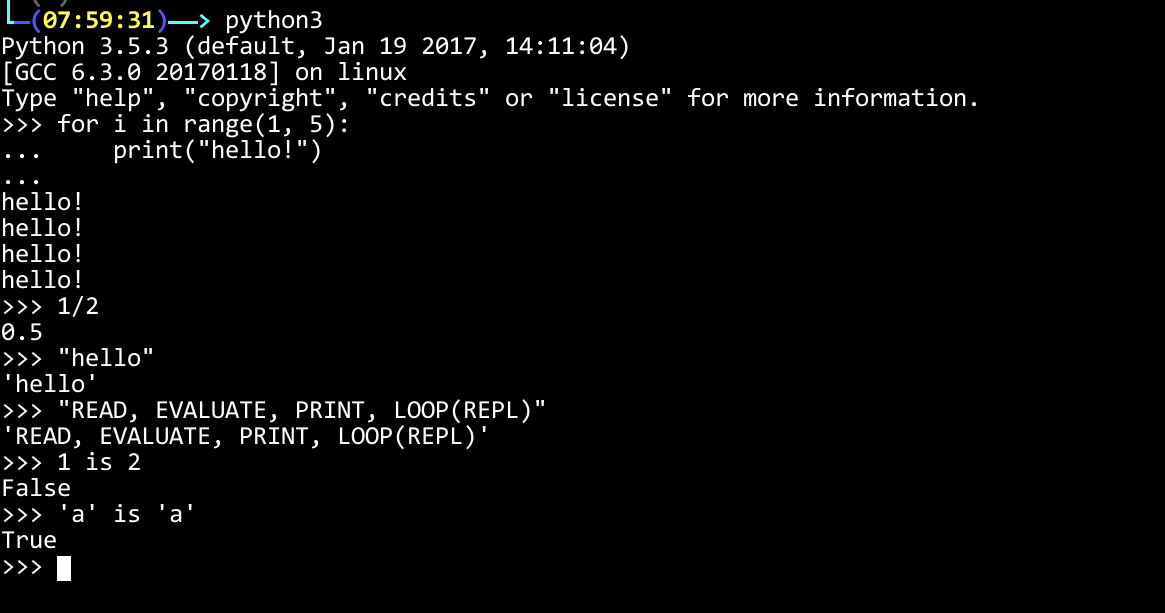 (07:59:31)──> python3
Python 3.5.3 (default, Jan 19 2017, 14:11:04)
[GCC 6.3.0 20170118] on linux
Type "help", "copyright", "credits" or "license" for more information.
>>> for i in range(1, 5):
...     print("hello!")
...
hello!
hello!
hello!
hello!
>>> 1/2
0.5
>>> "hello"
'hello'
>>> "READ, EVALUATE, PRINT, LOOP(REPL)"
'READ, EVALUATE, PRINT, LOOP(REPL)'
>>> 1 is 2
False
>>> 'a' is 'a'
True
>>>